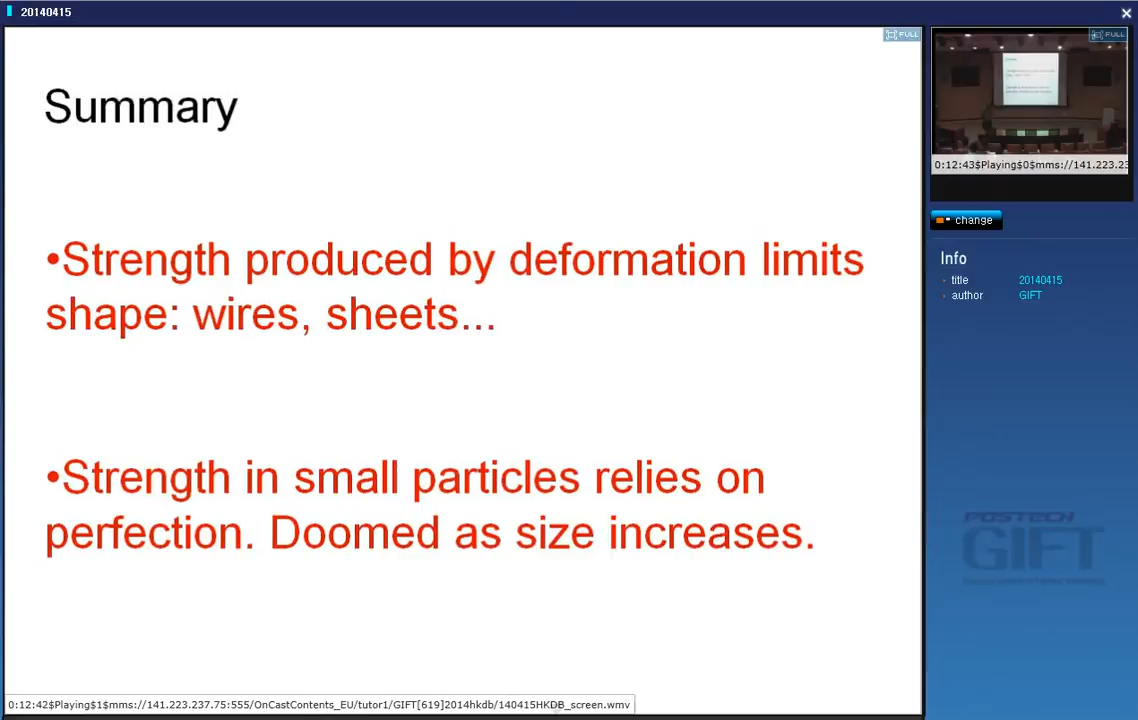 20140415
FULL
Summary
•Strength produced by deformation limits
shape: wires, sheets...
•Strength in small particles relies on
perfection. Doomed as size increases.
0:12:42$Playing$1$mms://141.223.237.75:555/OnCastContents_EU/tutor1/GIFT[619]2014hkdb/140415HKDB_screen.wmv
FULL
0:12:43$Playing$0$mms://141.223.23
change
Info
title 20140415
author GIFT
POSTECH
GIFT